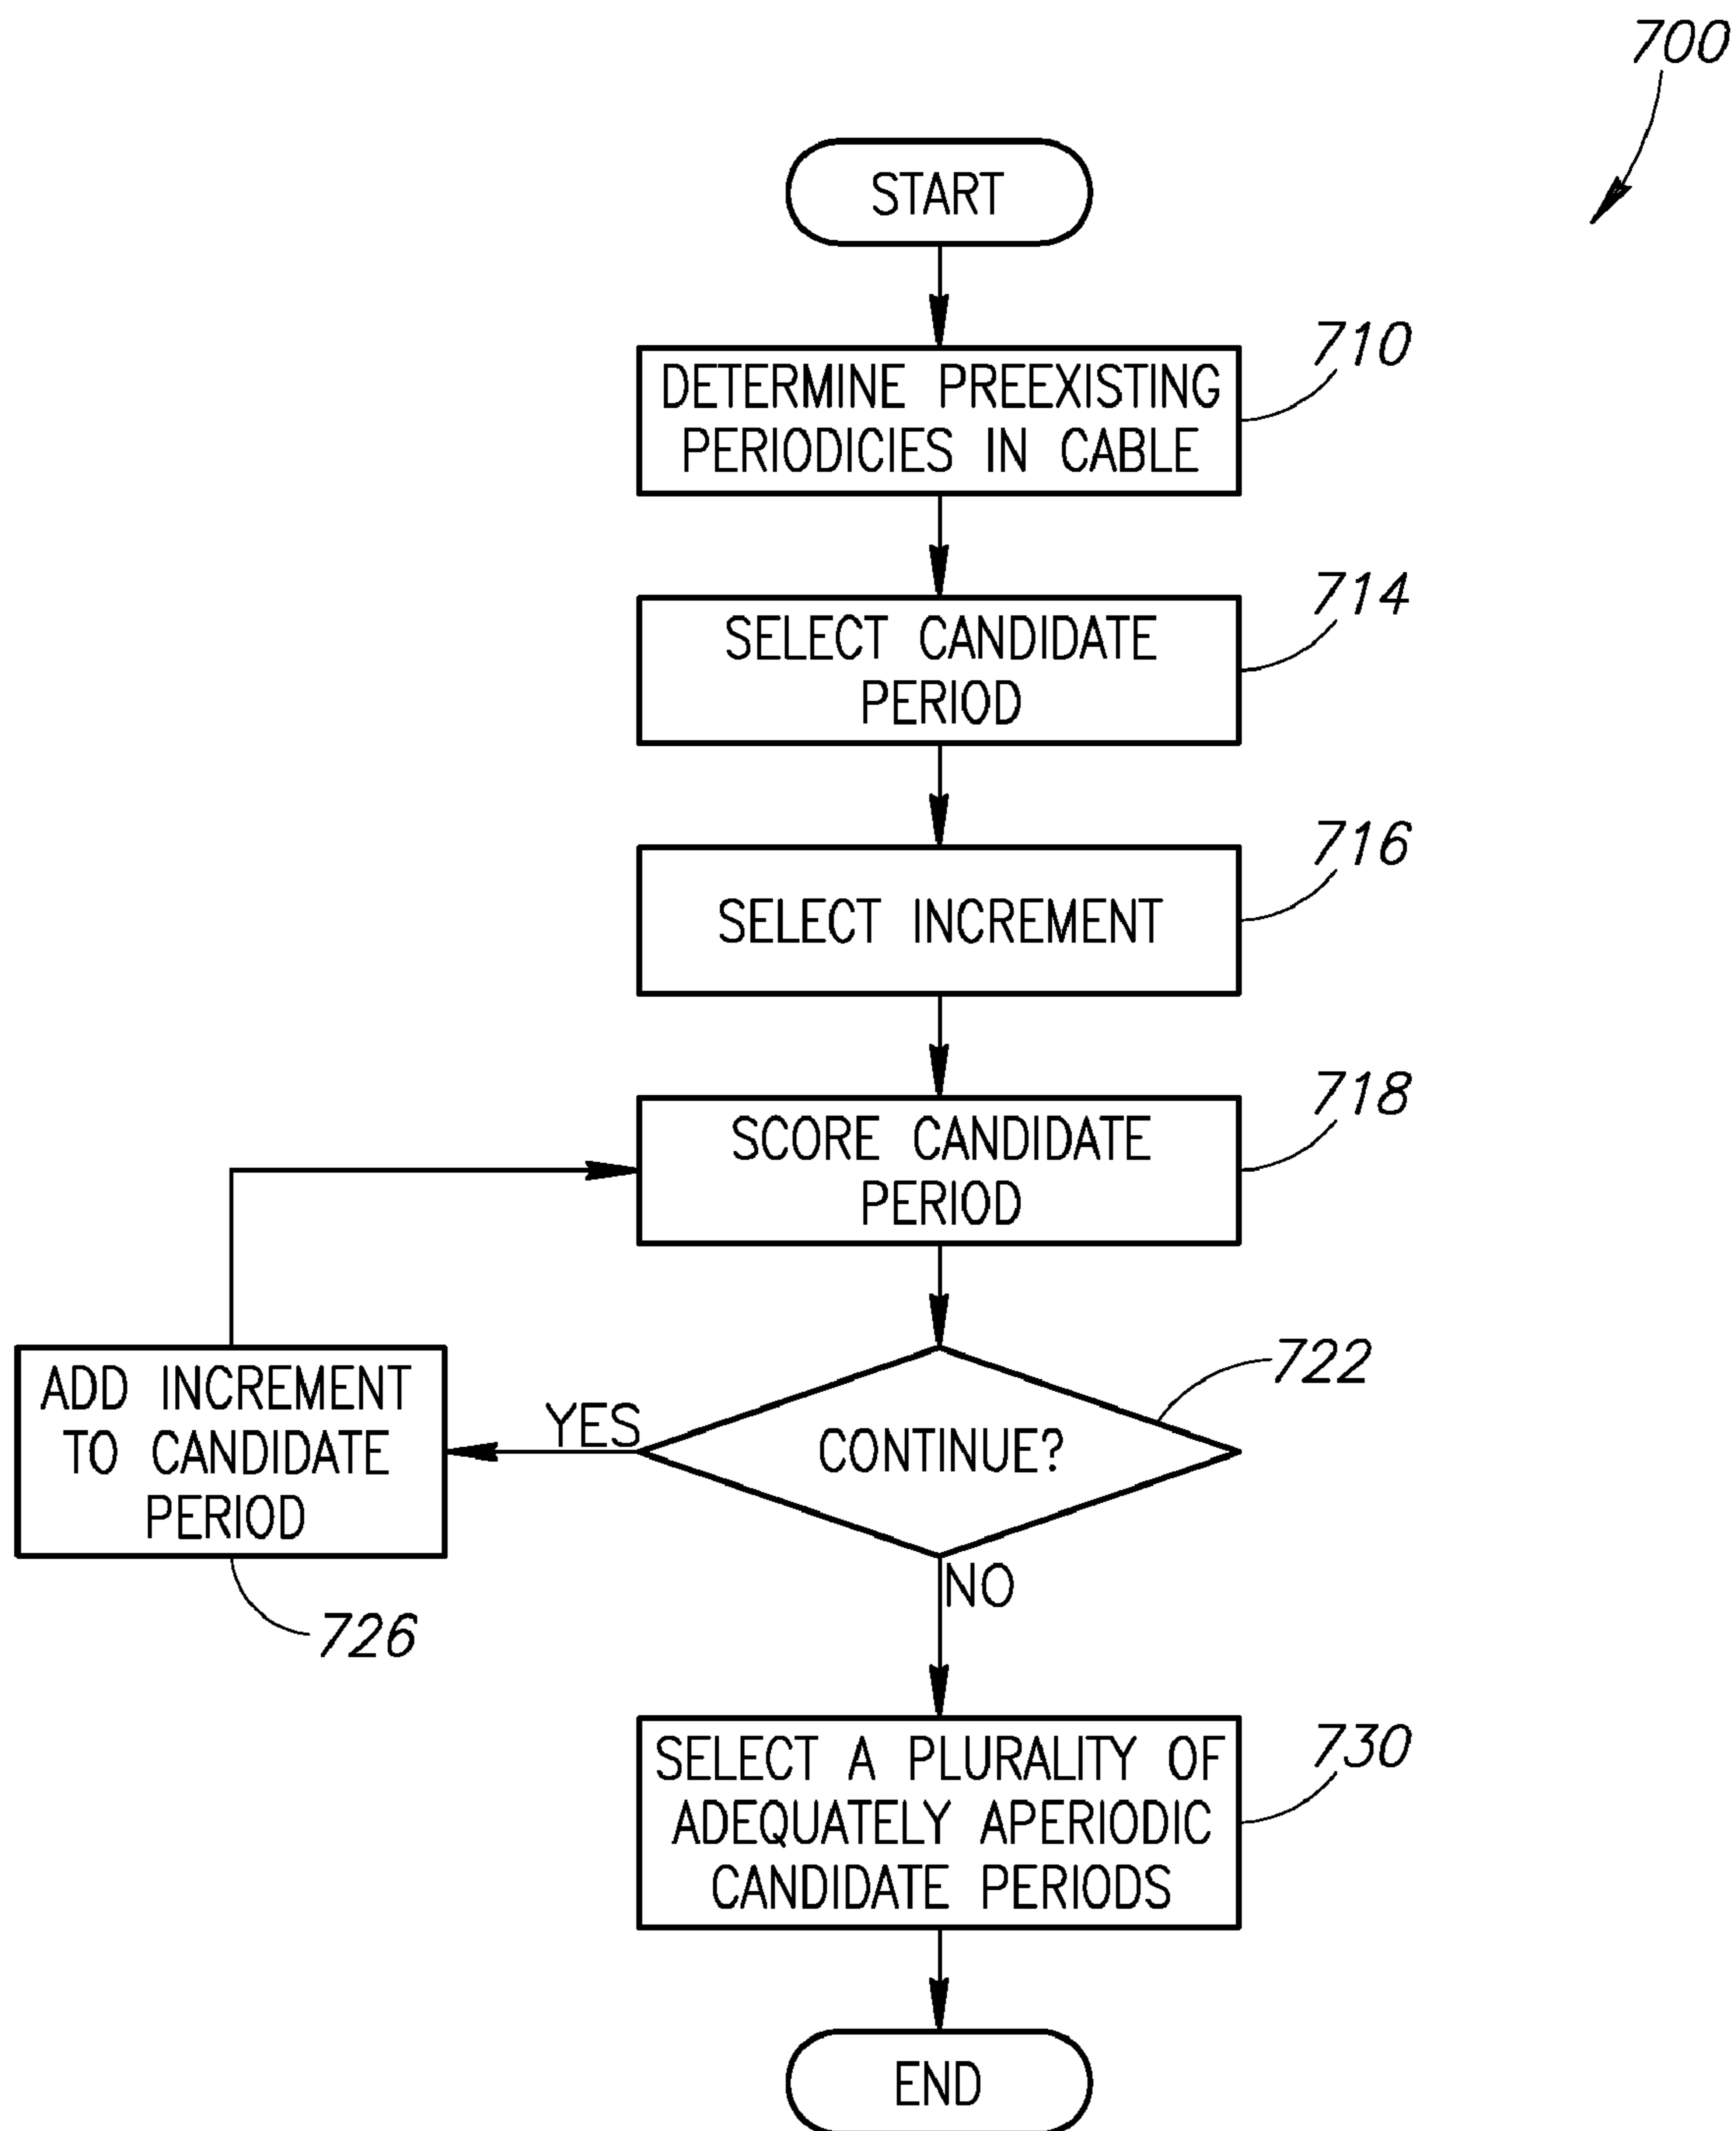 700
START
710
DETERMINE PREEXISTING
PERIODICIES IN CABLE
714
SELECT CANDIDATE
PERIOD
716
SELECT INCREMENT
718
SCORE CANDIDATE
PERIOD
722
CONTINUE?
YES
ADD INCREMENT
TO CANDIDATE
PERIOD
726
NO
730
SELECT A PLURALITY OF
ADEQUATELY APERIODIC
CANDIDATE PERIODS
END